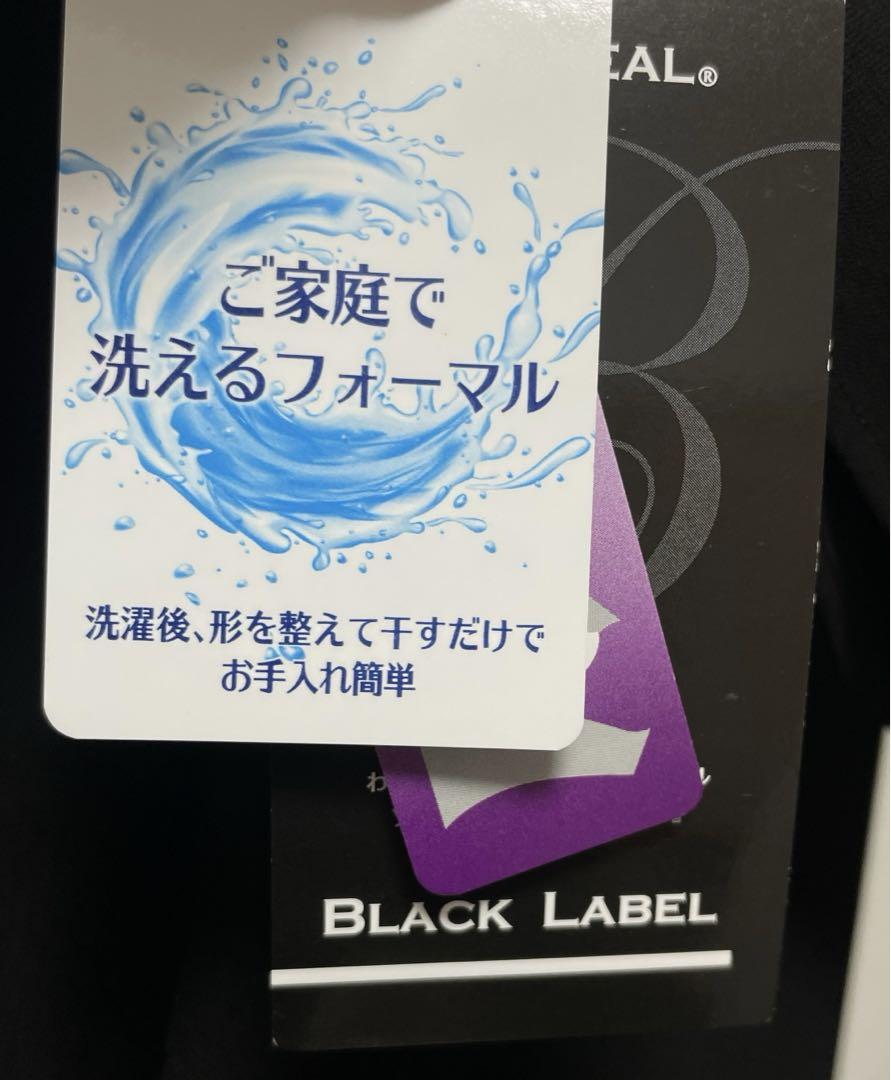 ご家庭で
洗えるフォーマル
洗濯後、形を整えて干すだけで
お手入れ簡単
BLACK LABEL